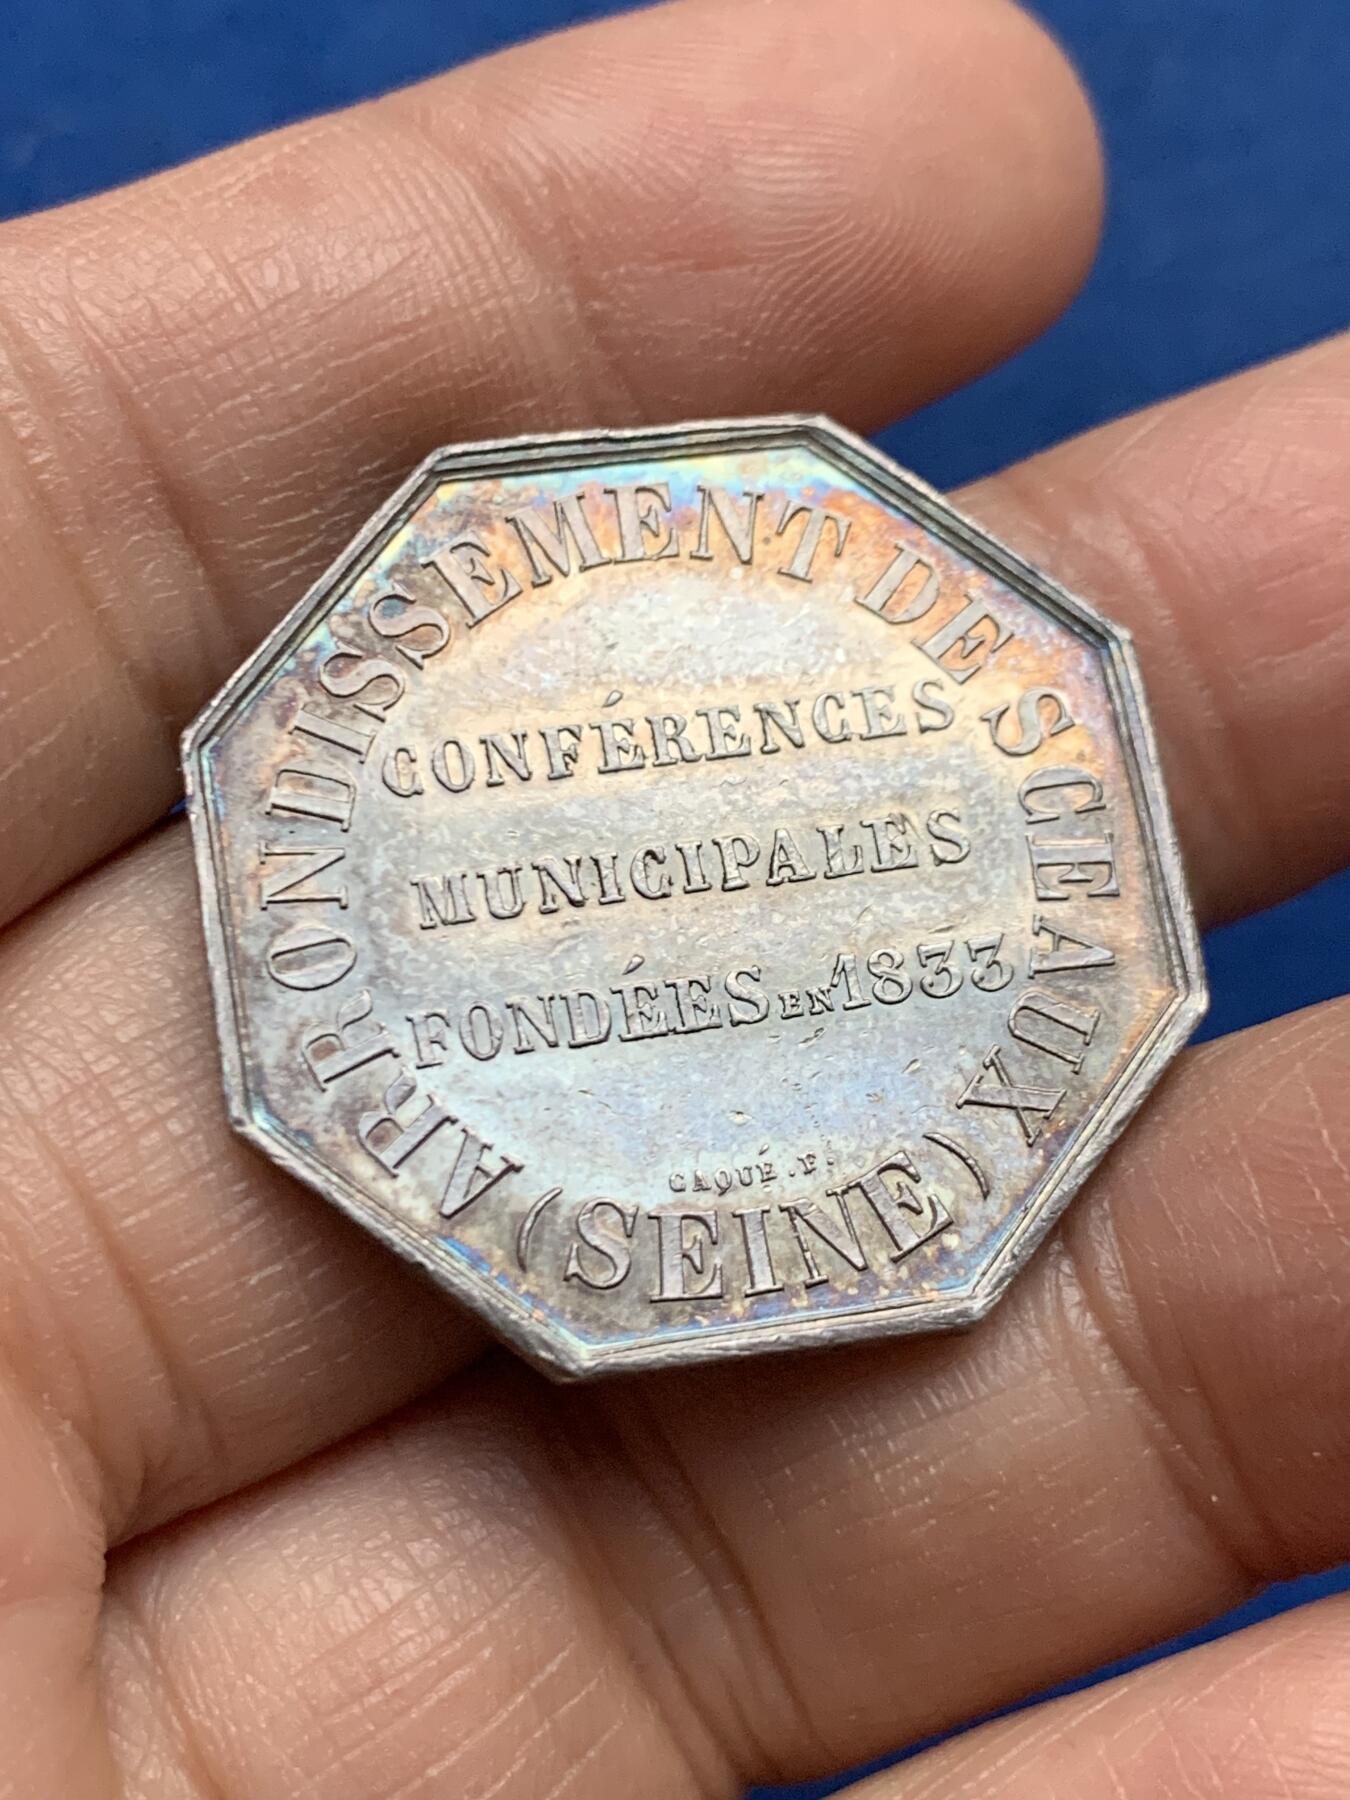 ARRONDISSEMENT DE SCEAUX
CONFÉRENCES
MUNICIPALES
FONDÉES EN 1833
CAQUÉ.F.
(SEINE)